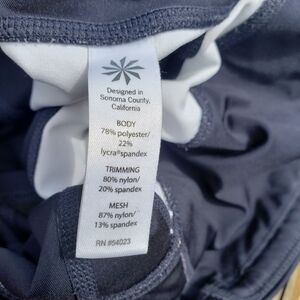 Designed in
Sonoma County,
California
BODY
78% polyester/
22%
lycra®spandex
TRIMMING
80% nylon/
20% spandex
MESH
87% nylon/
13% spandex
RN #54023